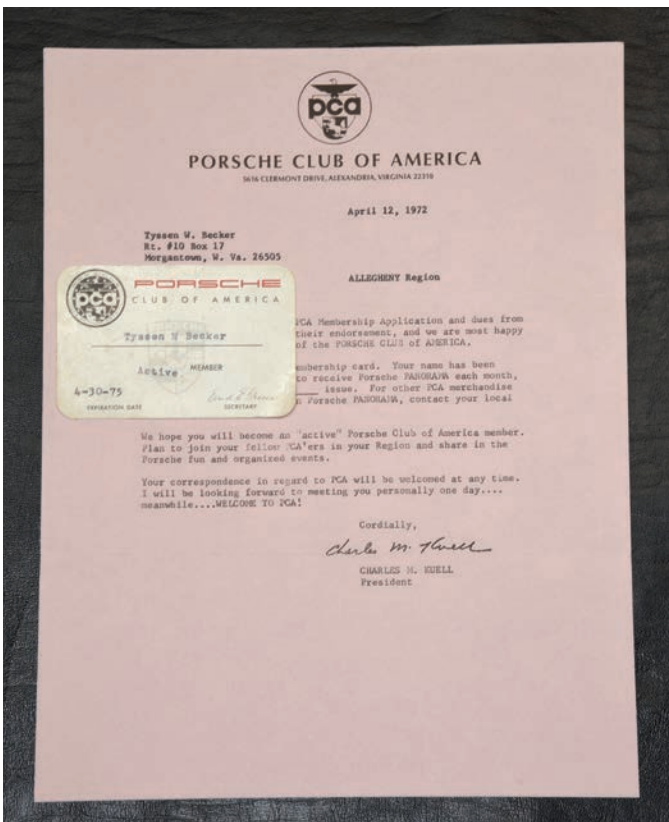 pca
PORSCHE CLUB OF AMERICA
5616 CLERMONT DRIVE, ALEXANDRIA, VIRGINIA 22310
April 12, 1972
Tyssen W. Becker
Rt. #10 Box 17
Morgantown, W. Va. 26505
ALLEGHENY Region
PCA Membership Application and dues from
their endorsement, and we are most happy
of the PORSCHE CLUB of AMERICA.
membership card. Your name has been
to receive Porsche PANORAMA each month,
issue. For other PCA merchandise
in Porsche PANORAMA, contact your local
pca
PORSCHE
CLUB OF AMERICA
Tyssen W Becker
Active MEMBER
4-30-75
EXPIRATION DATE
SECRETARY
We hope you will become an "active" Porsche Club of America member.
Plan to join your fellow PCA'ers in your Region and share in the
Porsche fun and organized events.
Your correspondence in regard to PCA will be welcomed at any time.
I will be looking forward to meeting you personally one day....
meanwhile....WELCOME TO PCA!
Cordially,
Charles M. Kuell
CHARLES M. KUELL
President